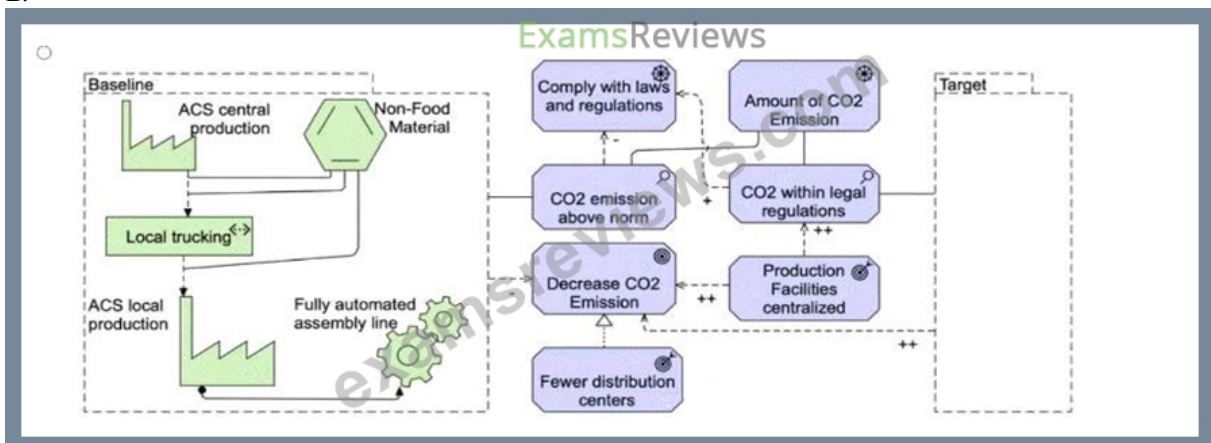 ExamsReviews
Baseline
ACS central
production
Non-Food
Material
Local trucking
ACS local
production
Fully automated
assembly line
Comply with laws
and regulations
-
Amount of CO2
Emission
CO2 emission
above norm
+
CO2 within legal
regulations
++
Decrease CO2
Emission
++
Production
Facilities
centralized
++
Fewer distribution
centers
Target
examsreviews.com